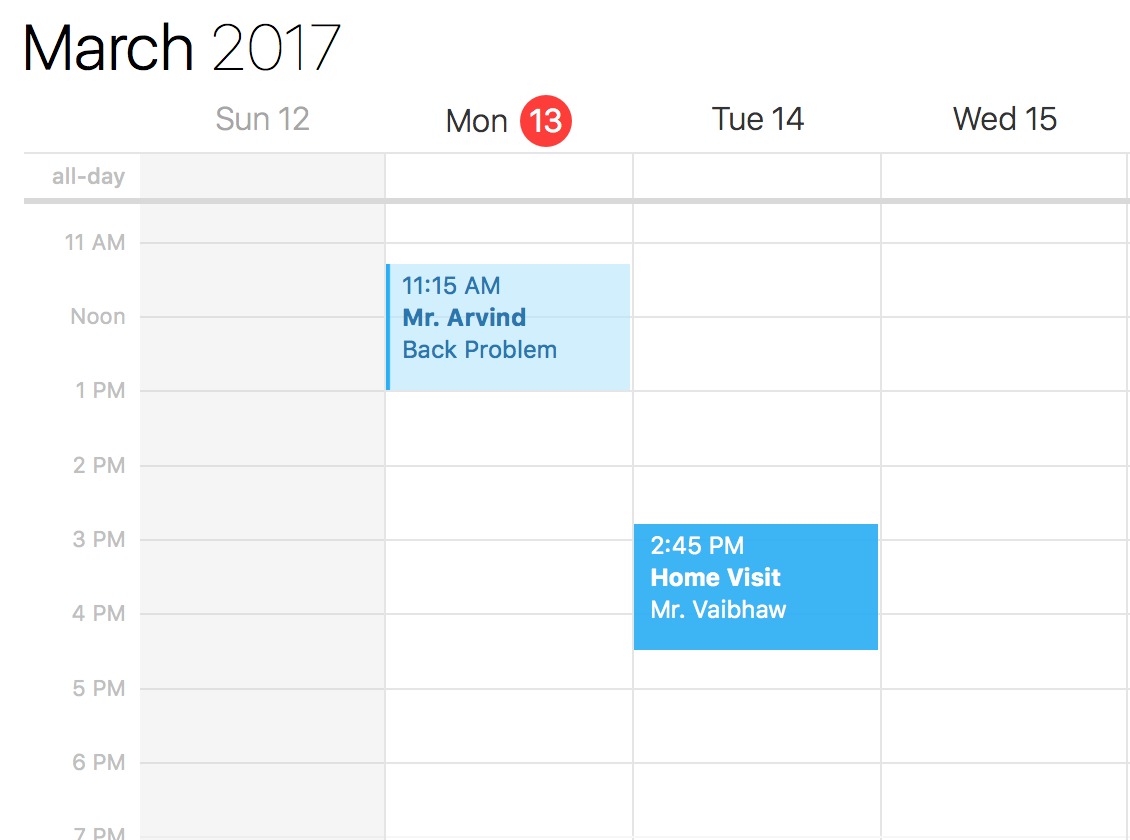 March 2017
Sun 12 Mon 13 Tue 14 Wed 15
all-day
11 AM
11:15 AM
Noon
Mr. Arvind
Back Problem
1 PM
2 PM
3 PM
2:45 PM
Home Visit
4 PM
Mr. Vaibhaw
5 PM
6 PM
7 PM